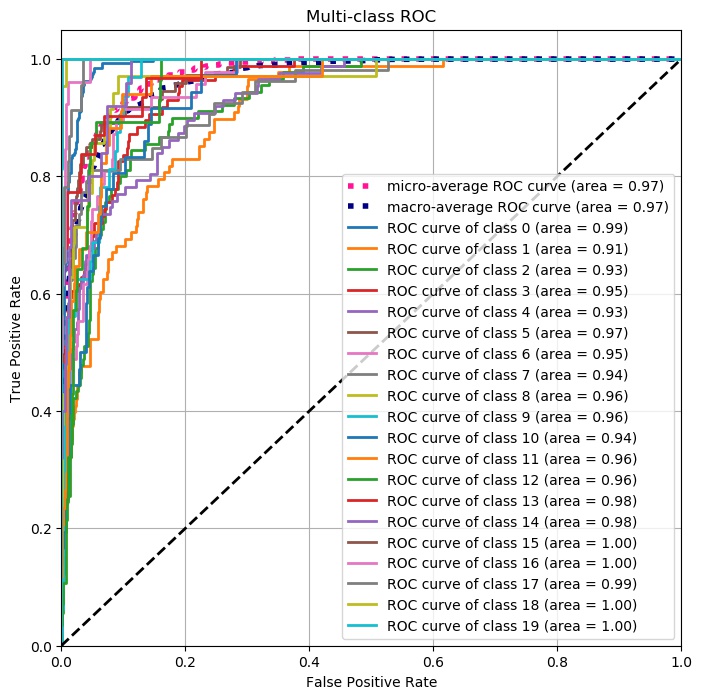 Multi-class ROC
1.0
0.8
0.6
0.4
0.2
0.0
True Positive Rate
micro-average ROC curve (area = 0.97)
macro-average ROC curve (area = 0.97)
ROC curve of class 0 (area = 0.99)
ROC curve of class 1 (area = 0.91)
ROC curve of class 2 (area = 0.93)
ROC curve of class 3 (area = 0.95)
ROC curve of class 4 (area = 0.93)
ROC curve of class 5 (area = 0.97)
ROC curve of class 6 (area = 0.95)
ROC curve of class 7 (area = 0.94)
ROC curve of class 8 (area = 0.96)
ROC curve of class 9 (area = 0.96)
ROC curve of class 10 (area = 0.94)
ROC curve of class 11 (area = 0.96)
ROC curve of class 12 (area = 0.96)
ROC curve of class 13 (area = 0.98)
ROC curve of class 14 (area = 0.98)
ROC curve of class 15 (area = 1.00)
ROC curve of class 16 (area = 1.00)
ROC curve of class 17 (area = 0.99)
ROC curve of class 18 (area = 1.00)
ROC curve of class 19 (area = 1.00)
0.0 0.2 0.4 0.6 0.8 1.0
False Positive Rate